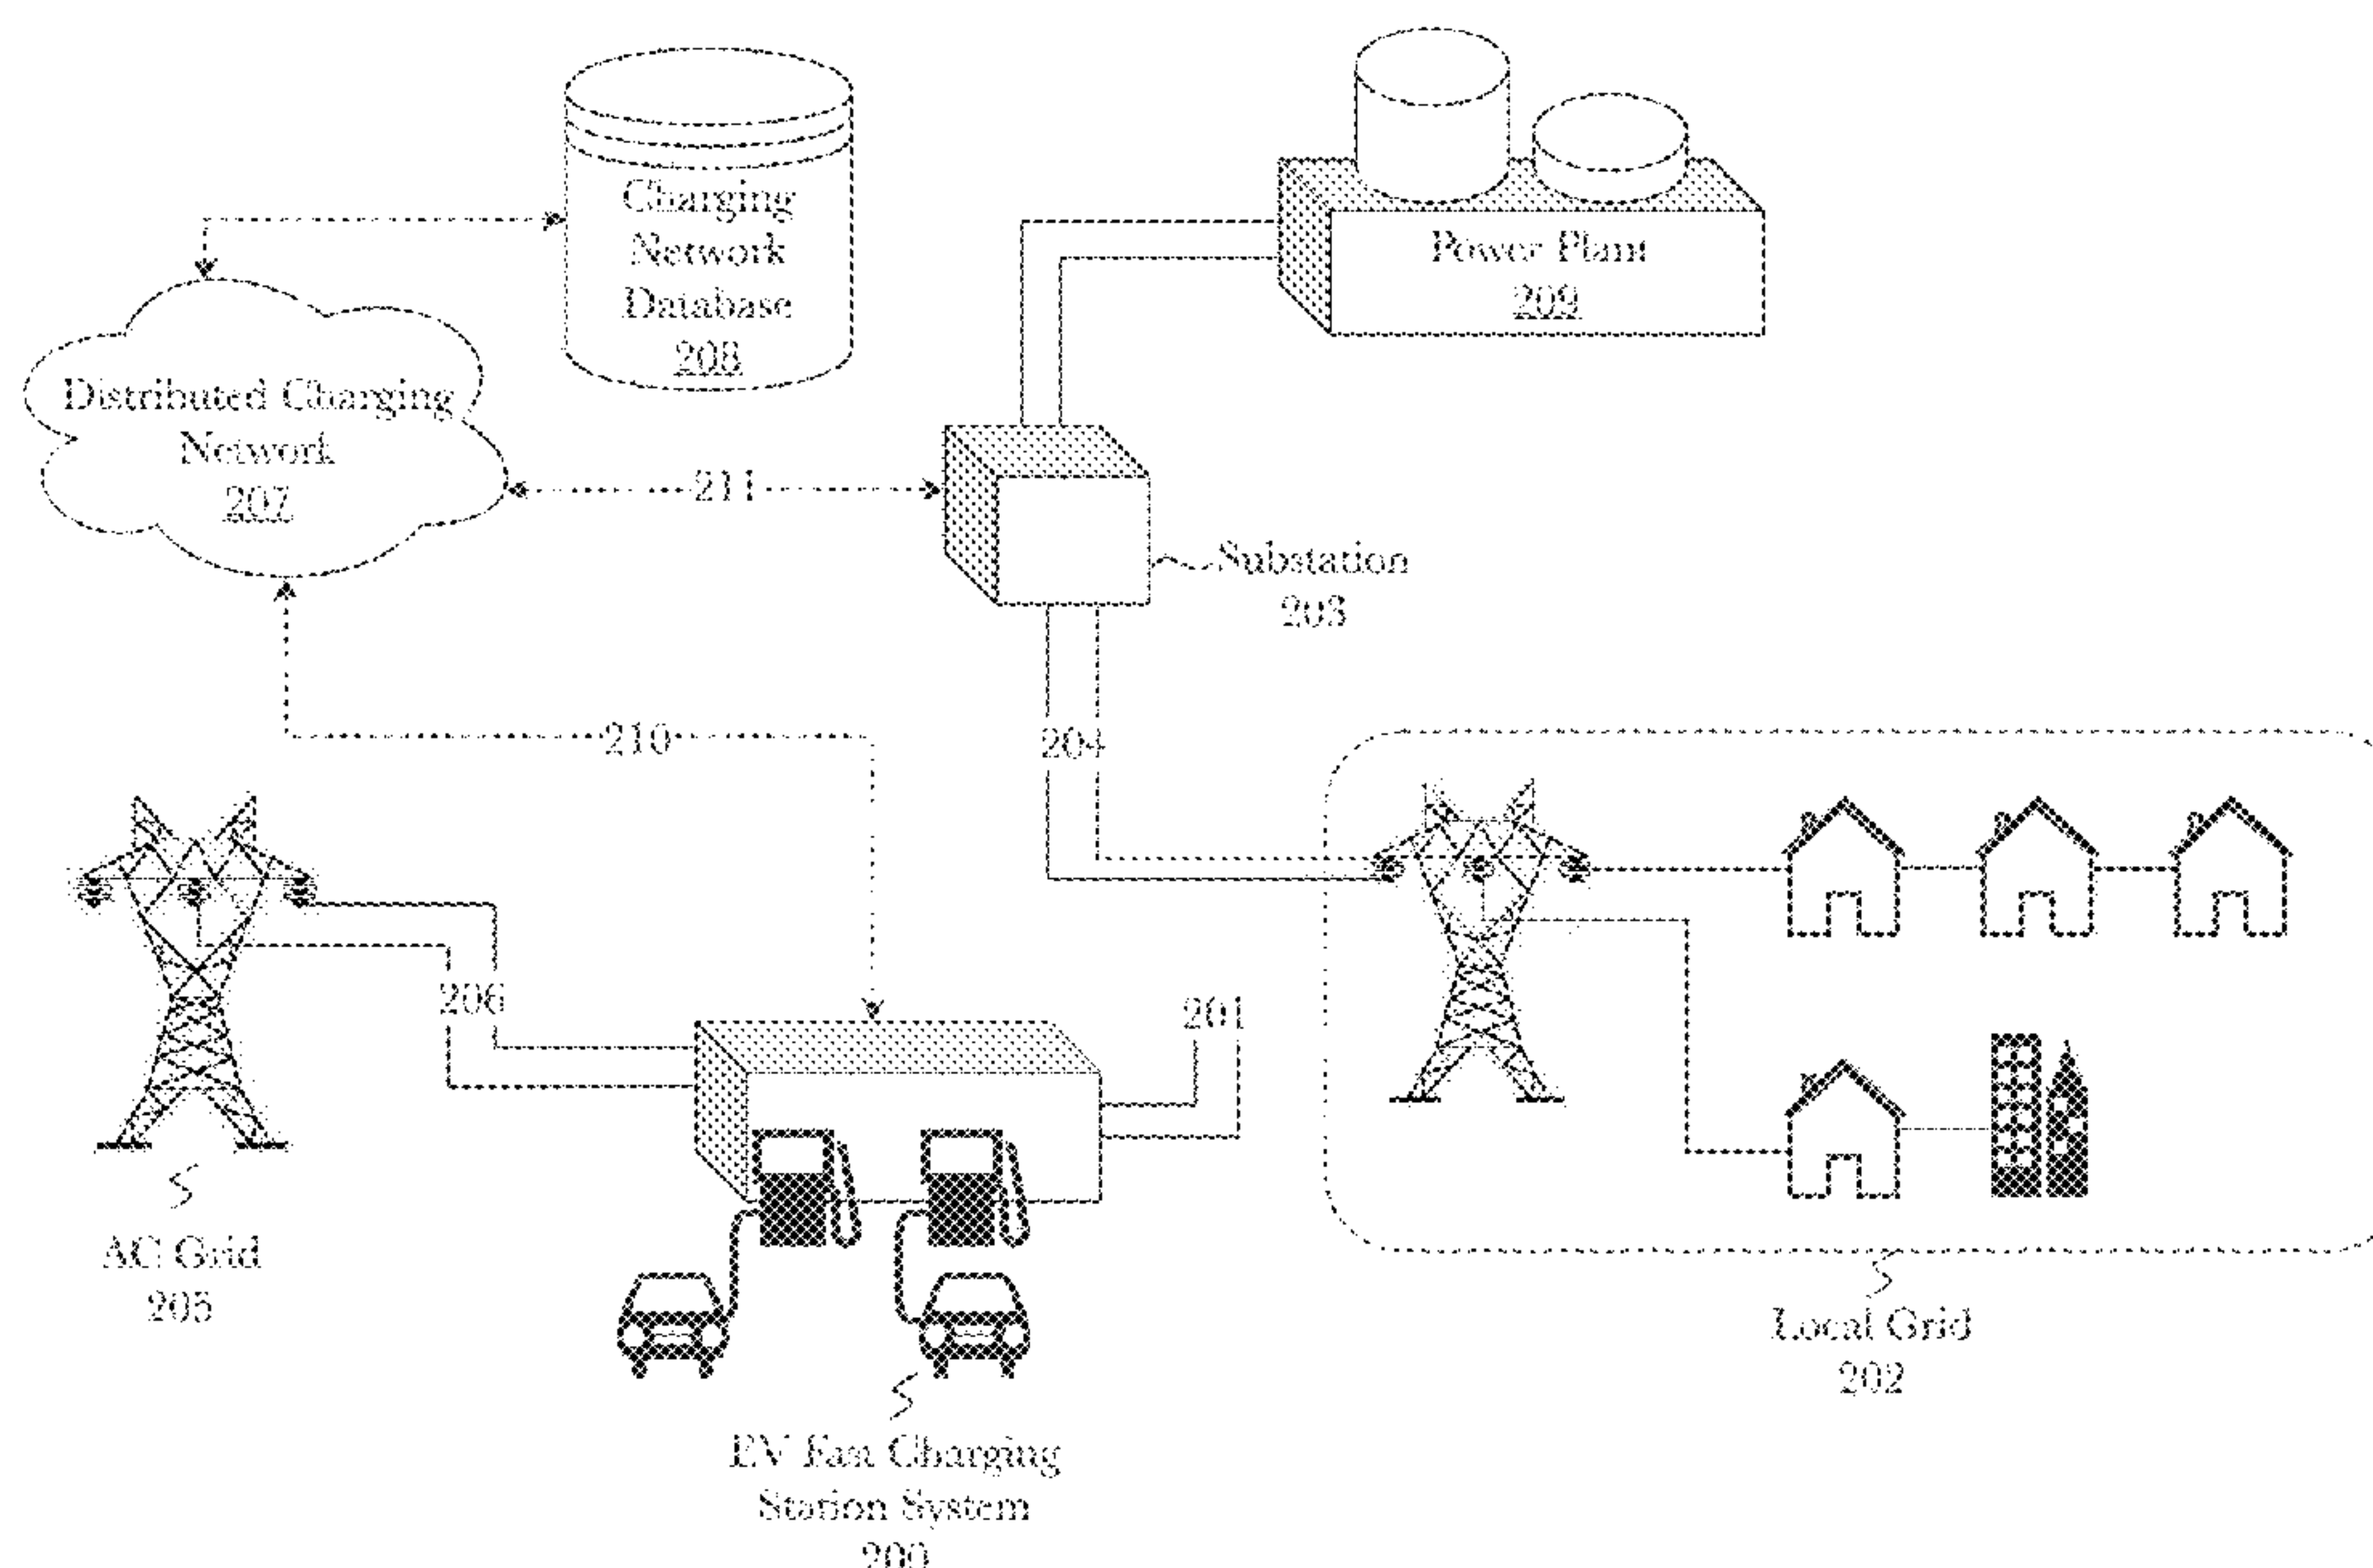 Charging
Network
Database
208
Power Plant
209
Distributed Charging
Network
207
211
Substation
203
210
204
206
201
AC Grid
205
Local Grid
202
EV Fan Charging
Station System
200